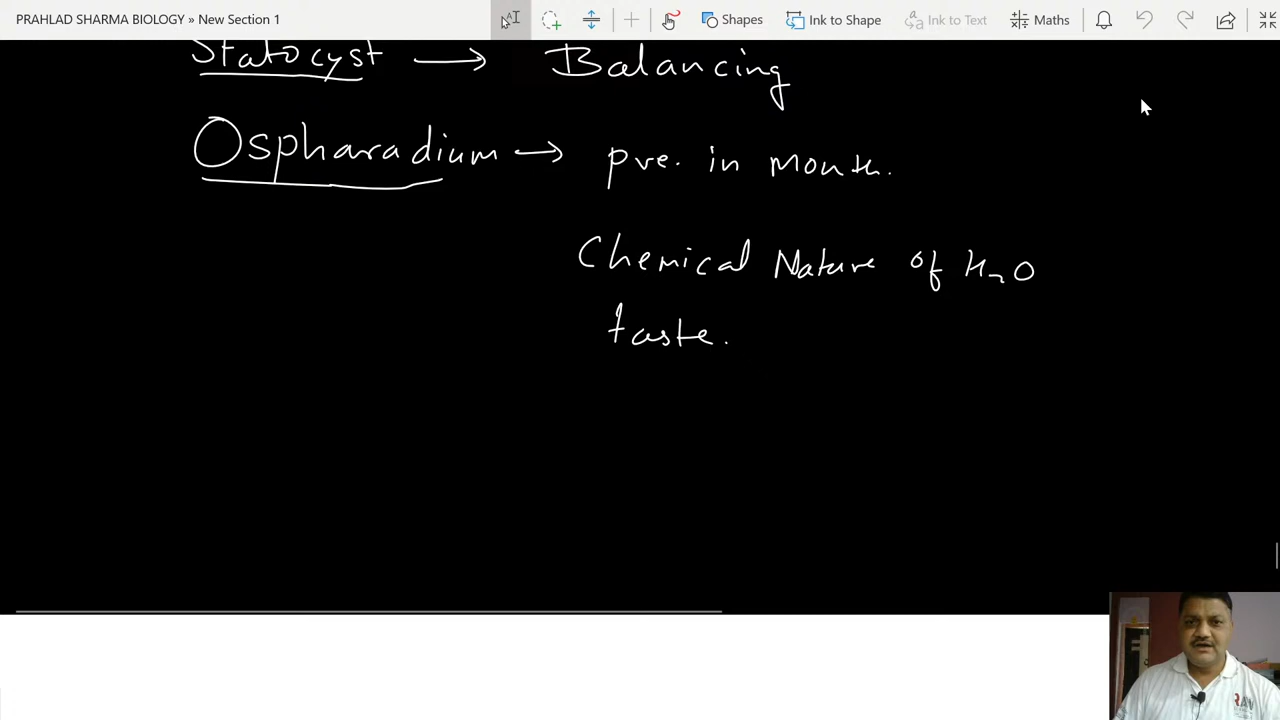 PRAHLAD SHARMA BIOLOGY » New Section 1
Shapes Ink to Shape Ink to Text Maths
Statocyst → Balancing
Ospharadium → pre. in mouth.
Chemical Nature of H2O
taste.